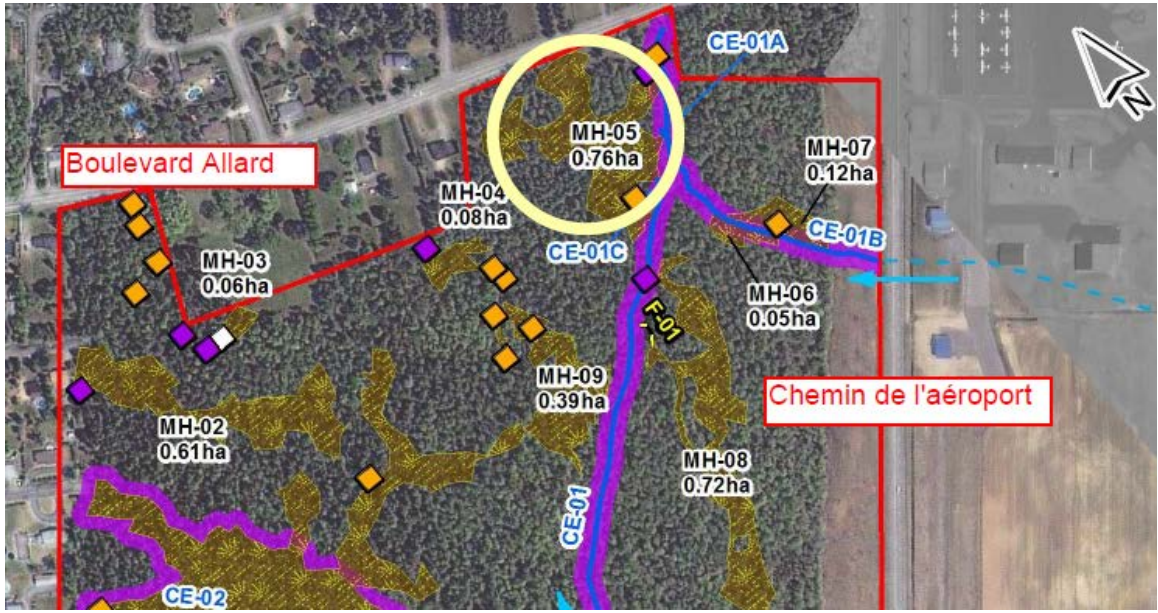 CE-01A
MH-05
0.76ha
MH-07
0.12ha
Boulevard Allard
MH-04
0.08ha
CE-01B
CE-01C
MH-03
0.06ha
MH-06
0.05ha
F-01
MH-09
0.39ha
Chemin de l'aéroport
MH-02
0.61ha
MH-08
0.72ha
CE-01
CE-02
N